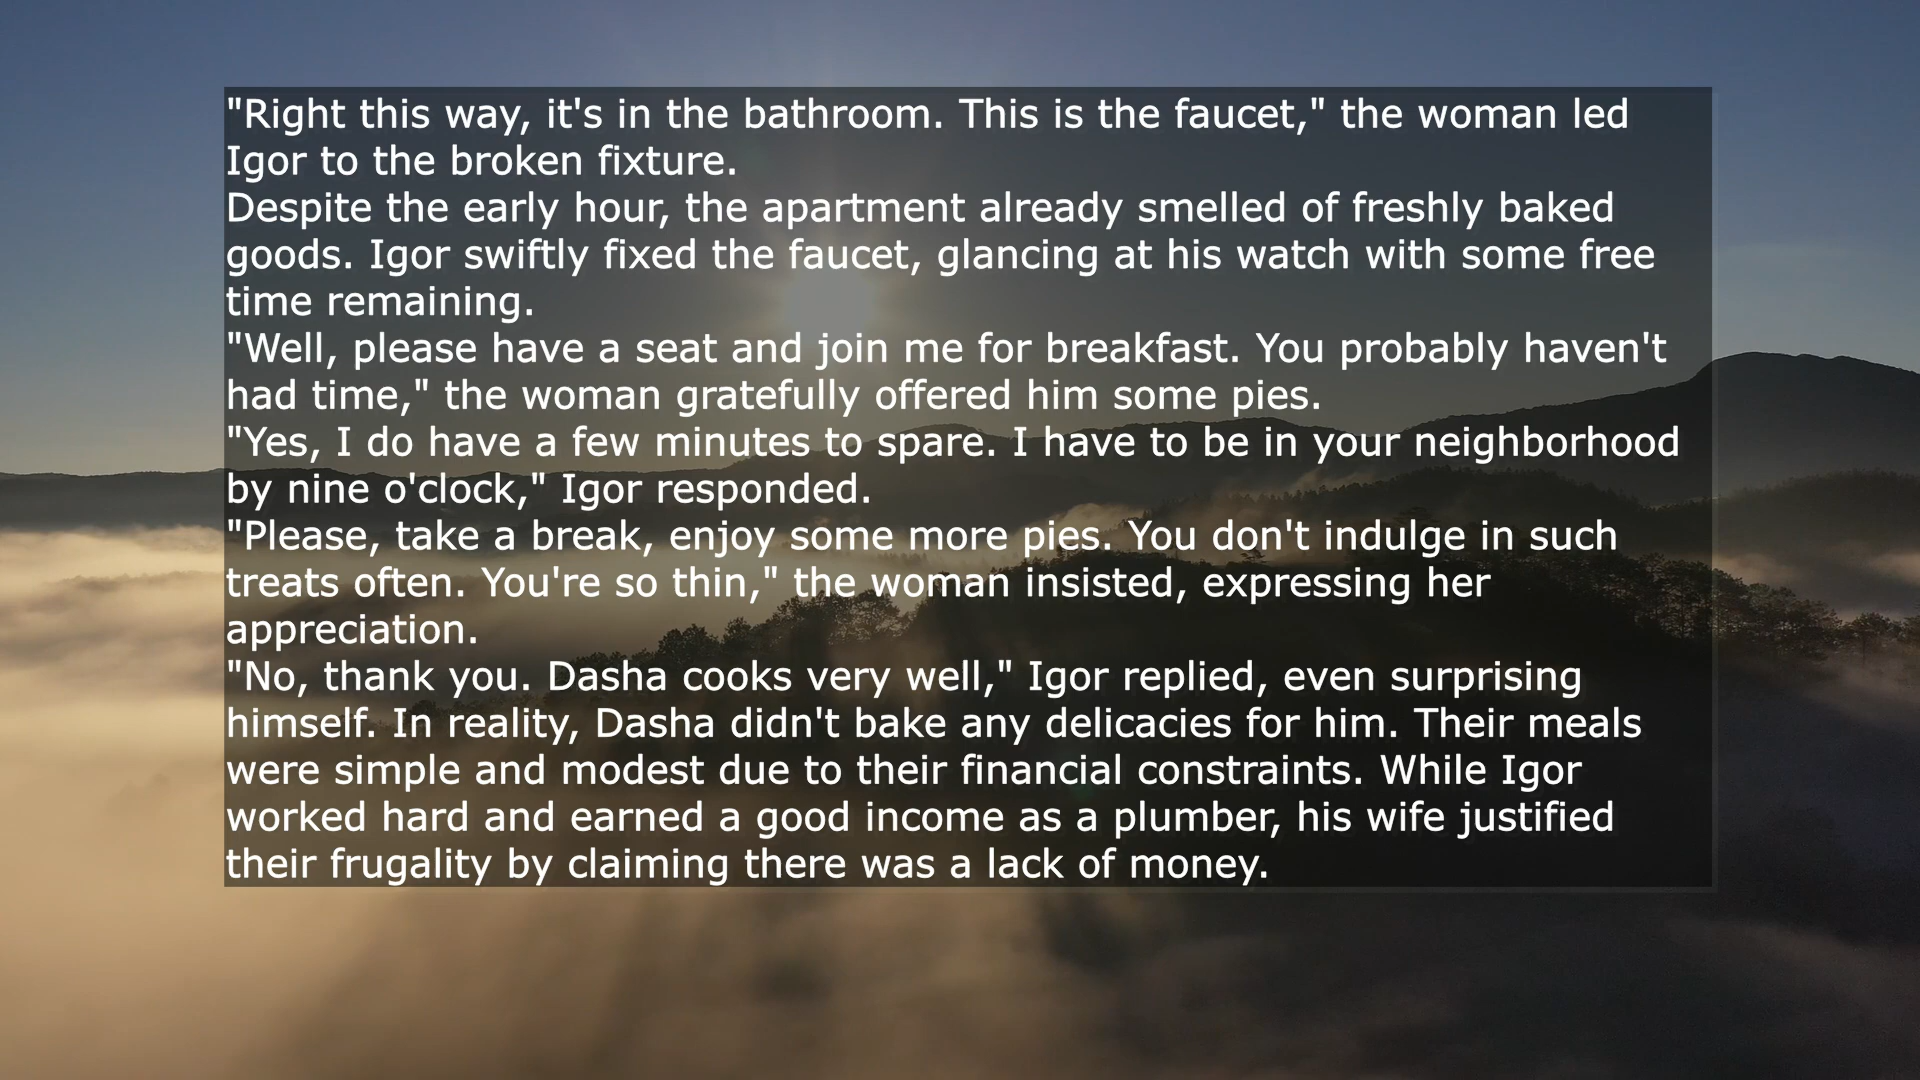 "Right this way, it's in the bathroom. This is the faucet," the woman led
Igor to the broken fixture.
Despite the early hour, the apartment already smelled of freshly baked
goods. Igor swiftly fixed the faucet, glancing at his watch with some free
time remaining.
"Well, please have a seat and join me for breakfast. You probably haven't
had time," the woman gratefully offered him some pies.
"Yes, I do have a few minutes to spare. I have to be in your neighborhood
by nine o'clock," Igor responded.
"Please, take a break, enjoy some more pies. You don't indulge in such
treats often. You're so thin," the woman insisted, expressing her
appreciation.
"No, thank you. Dasha cooks very well," Igor replied, even surprising
himself. In reality, Dasha didn't bake any delicacies for him. Their meals
were simple and modest due to their financial constraints. While Igor
worked hard and earned a good income as a plumber, his wife justified
their frugality by claiming there was a lack of money.